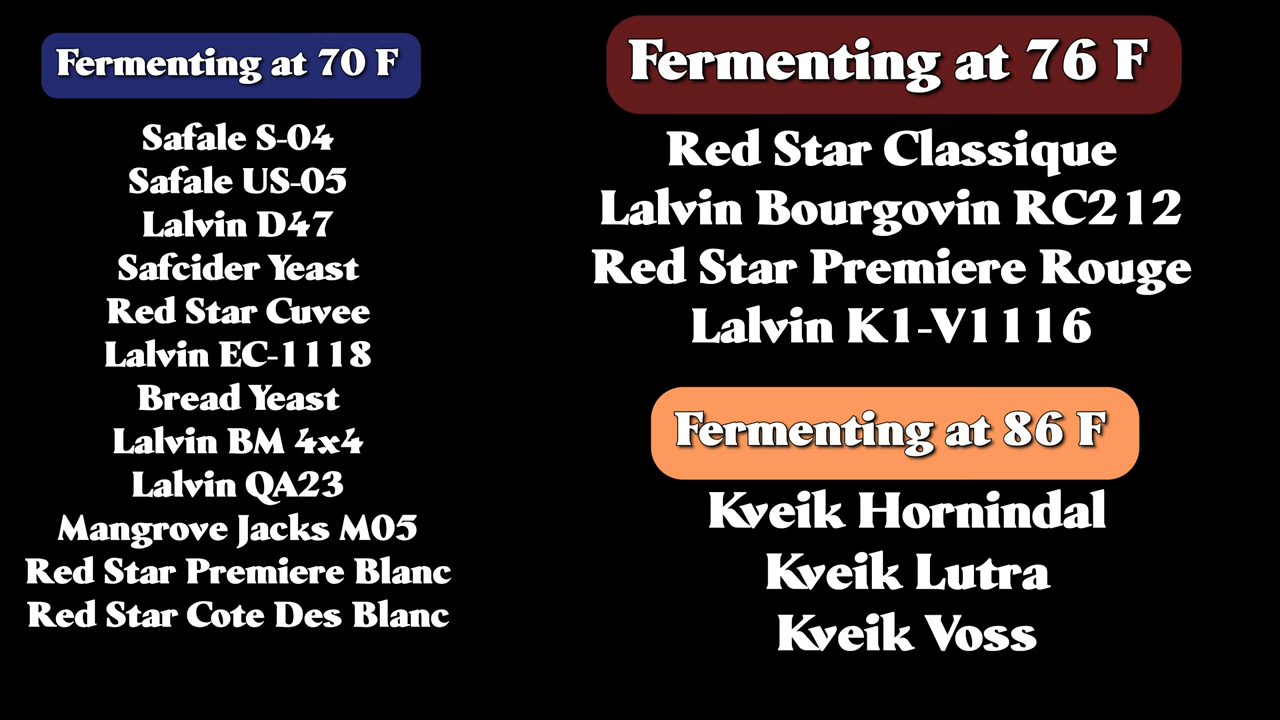 Fermenting at 70 F
Safale S-04
Safale US-05
Lalvin D47
Safcider Yeast
Red Star Cuvee
Lalvin EC-1118
Bread Yeast
Lalvin BM 4x4
Lalvin QA23
Mangrove Jacks M05
Red Star Premiere Blanc
Red Star Cote Des Blanc
Fermenting at 76 F
Red Star Classique
Lalvin Bourgovin RC212
Red Star Premiere Rouge
Lalvin K1-V1116
Fermenting at 86 F
Kveik Hornindal
Kveik Lutra
Kveik Voss